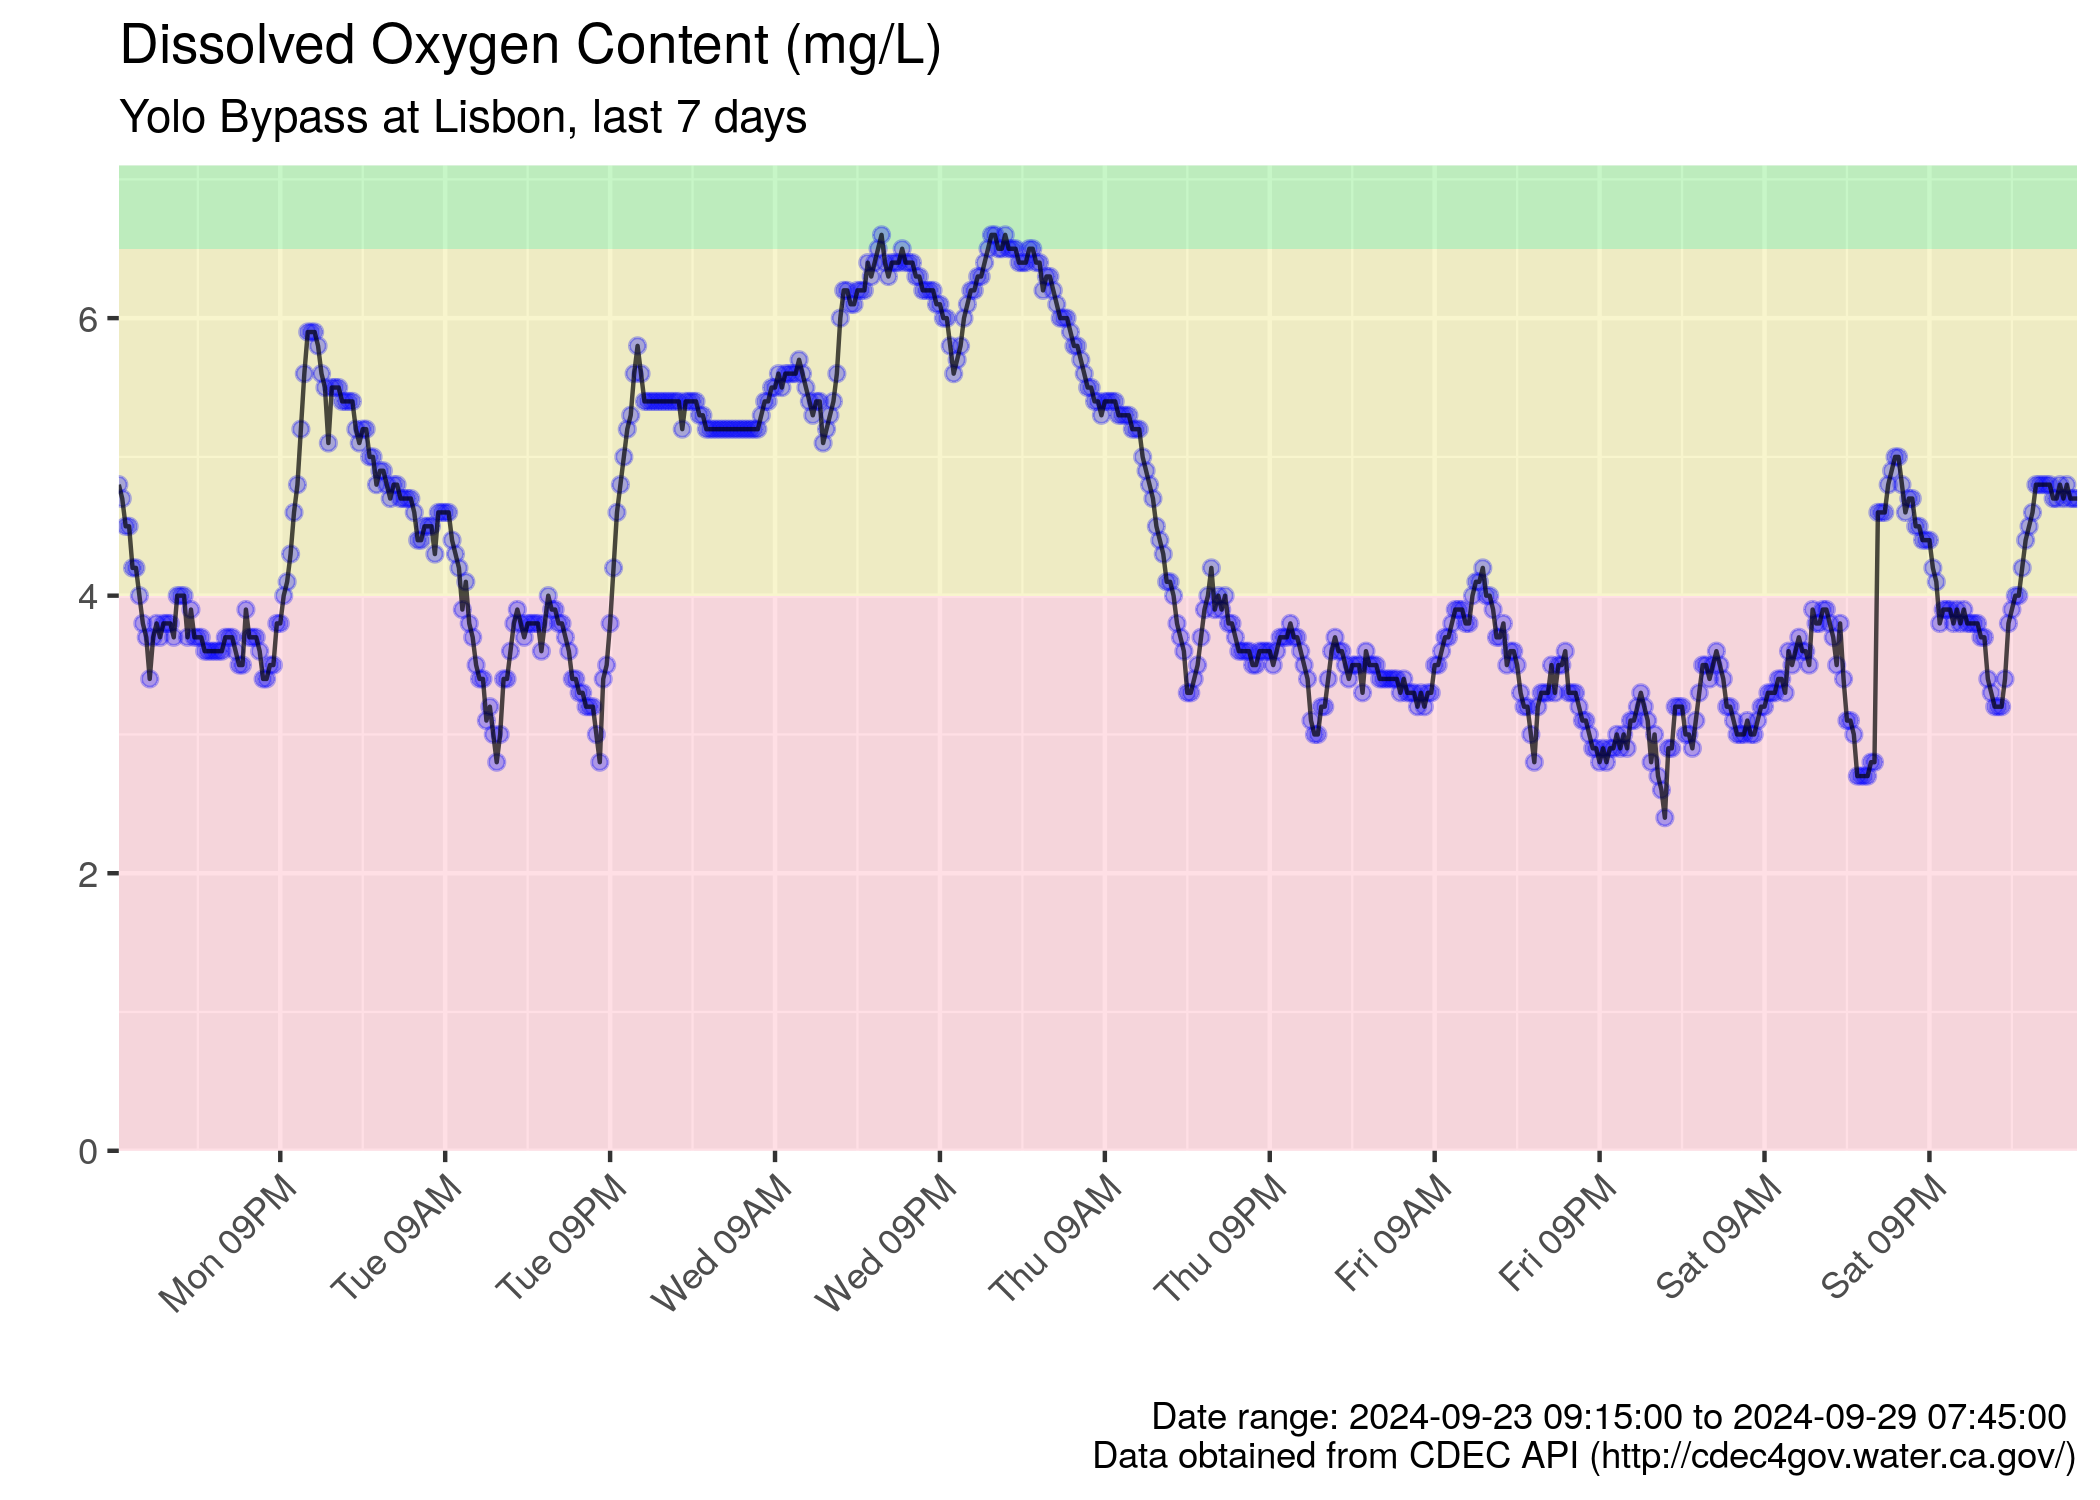 Dissolved Oxygen Content (mg/L)
Yolo Bypass at Lisbon, last 7 days
6
4
2
0
Mon 09PM
Tue 09AM
Tue 09PM
Wed 09AM
Wed 09PM
Thu 09AM
Thu 09PM
Fri 09AM
Fri 09PM
Sat 09AM
Sat 09PM
Date range: 2024-09-23 09:15:00 to 2024-09-29 07:45:00
Data obtained from CDEC API (http://cdec4gov.water.ca.gov/)